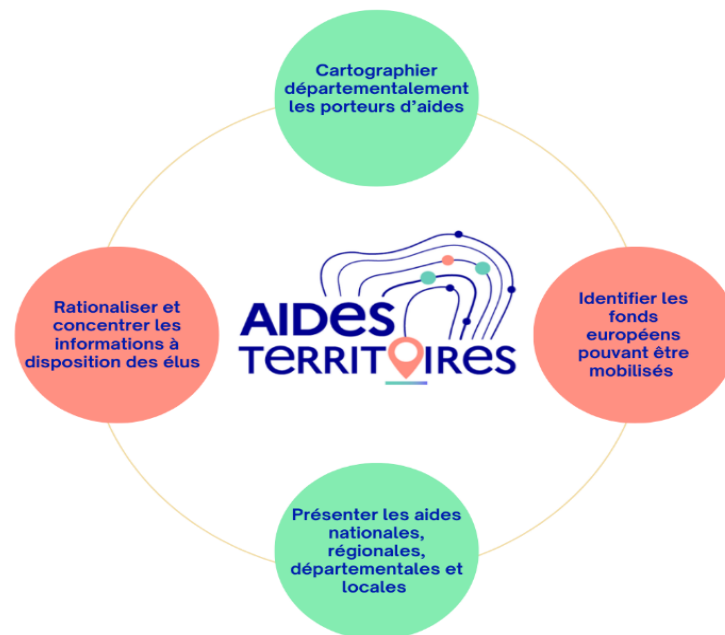 Cartographier
départementalement
les porteurs d'aides
Rationaliser et
concentrer les
informations à
disposition des élus
AIDES
TERRITOIRES
Identifier les
fonds
européens
pouvant être
mobilisés
Présenter les aides
nationales,
régionales,
départementales et
locales